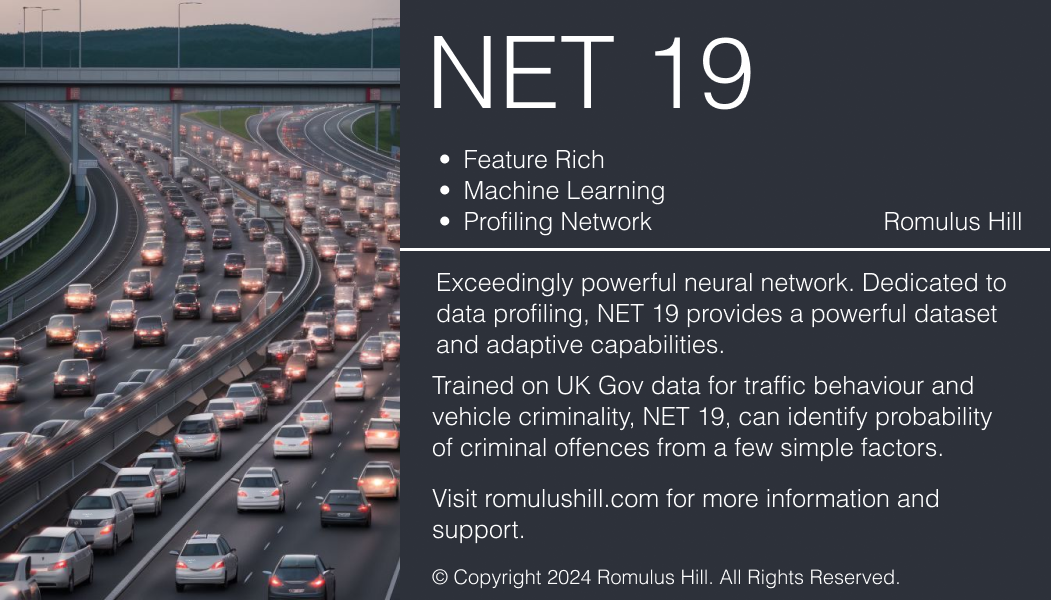 NET 19
• Feature Rich
• Machine Learning
• Profiling Network
Romulus Hill
Exceedingly powerful neural network. Dedicated to
data profiling, NET 19 provides a powerful dataset
and adaptive capabilities.
Trained on UK Gov data for traffic behaviour and
vehicle criminality, NET 19, can identify probability
of criminal offences from a few simple factors.
Visit romulushill.com for more information and
support.
© Copyright 2024 Romulus Hill. All Rights Reserved.